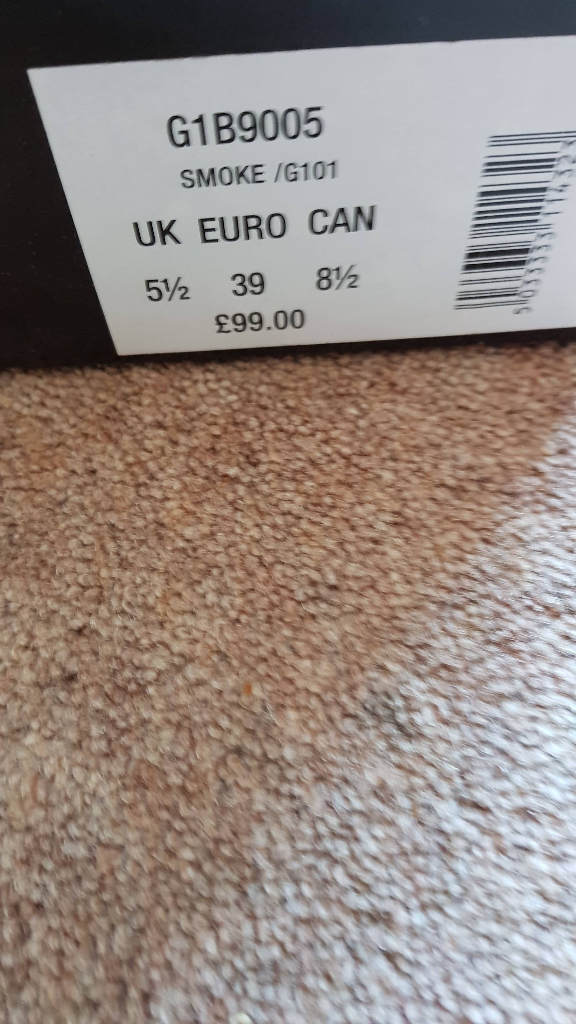 G1B9005
SMOKE /G101
UK EURO CAN
5½ 39 8½
£99.00